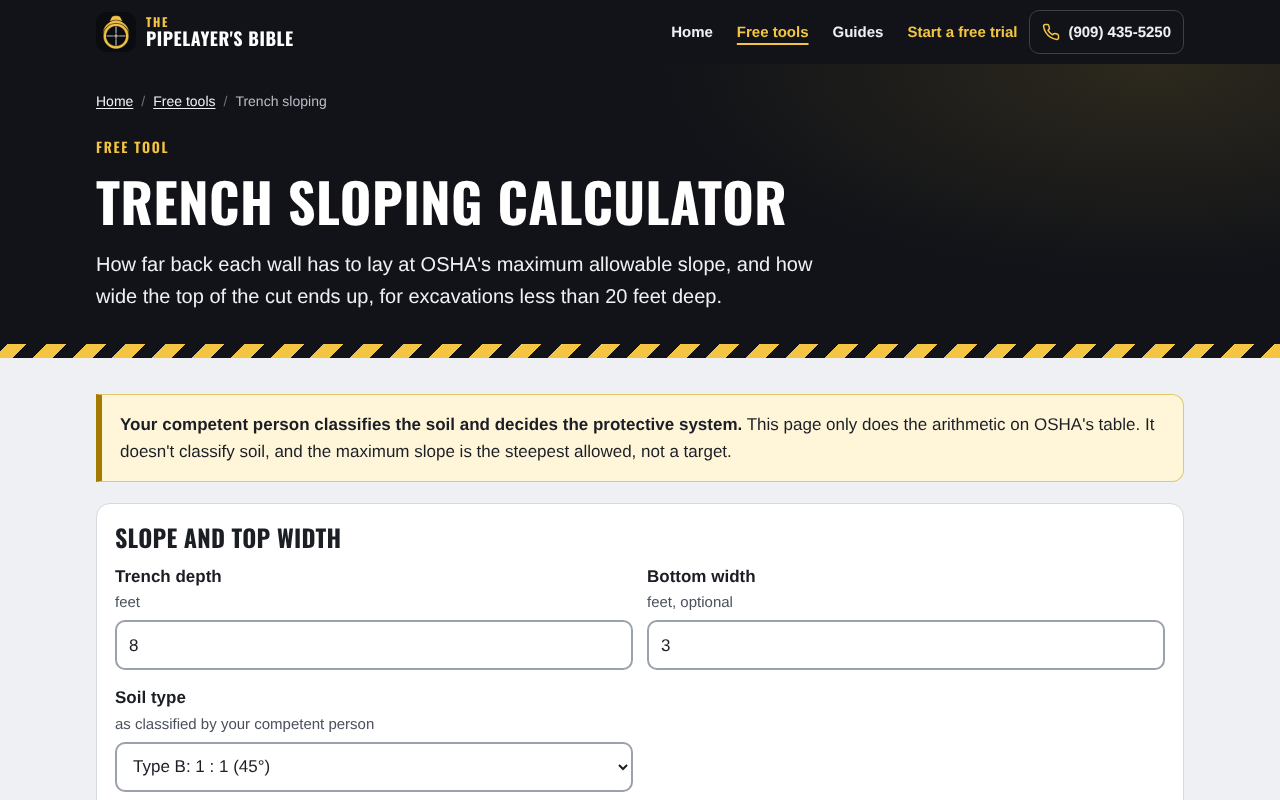 THE
PIPELAYER'S BIBLE
Home
Free tools
Guides
Start a free trial
(909) 435-5250
Home / Free tools / Trench sloping
FREE TOOL
TRENCH SLOPING CALCULATOR
How far back each wall has to lay at OSHA's maximum allowable slope, and how
wide the top of the cut ends up, for excavations less than 20 feet deep.
Your competent person classifies the soil and decides the protective system. This page only does the arithmetic on OSHA's table. It
doesn't classify soil, and the maximum slope is the steepest allowed, not a target.
SLOPE AND TOP WIDTH
Trench depth
feet
8
Bottom width
feet, optional
3
Soil type
as classified by your competent person
Type B: 1 : 1 (45°)